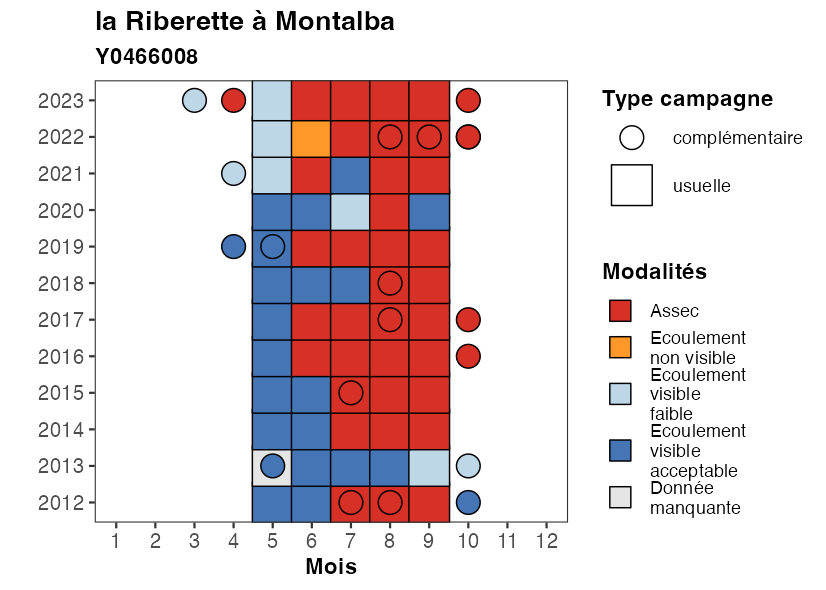 la Riberette à Montalba
Y0466008
2023
2022
2021
2020
2019
2018
2017
2016
2015
2014
2013
2012
1 2 3 4 5 6 7 8 9 10 11 12
Mois
Type campagne
complémentaire
usuelle
Modalités
Assec
Ecoulement
non visible
Ecoulement
visible
faible
Ecoulement
visible
acceptable
Donnée
manquante